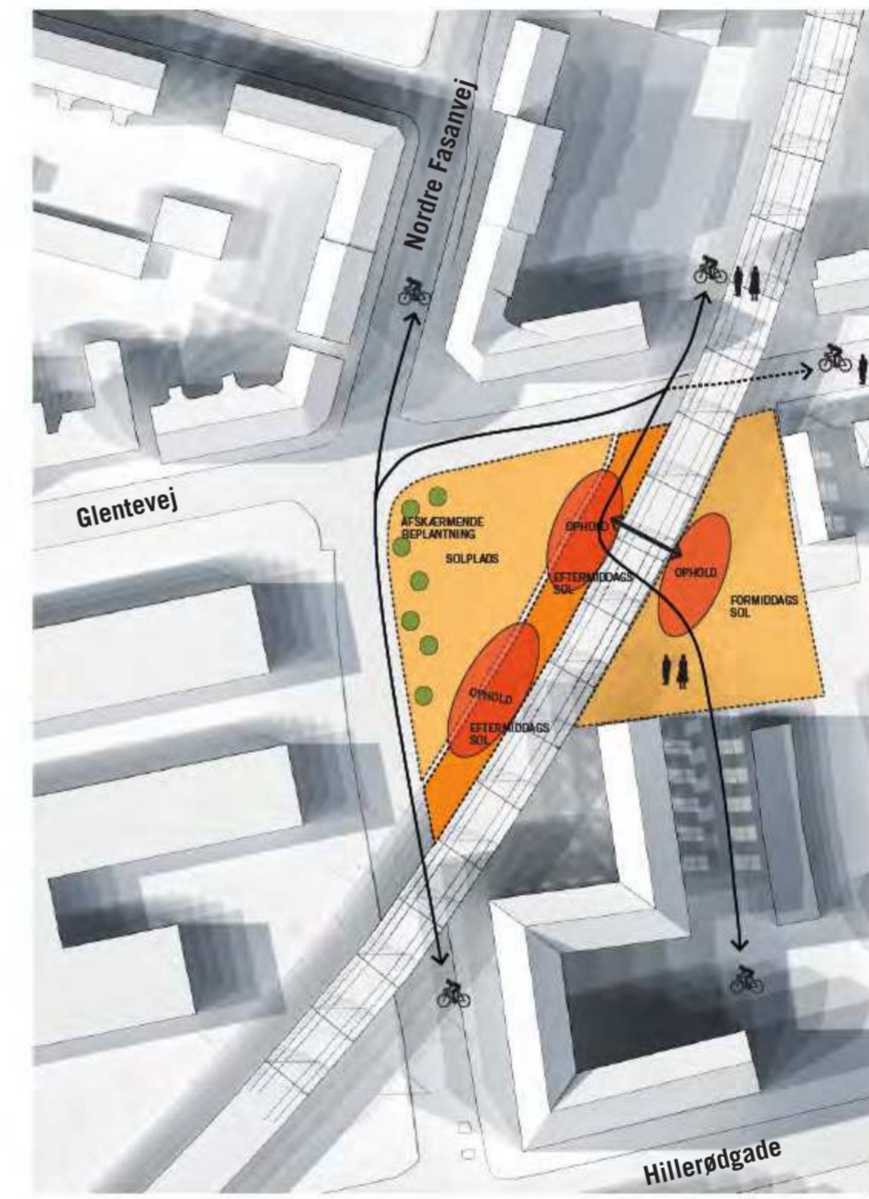 Nordre Fasanvej
Glentevej
AFSKÆRMENDE
BEPLANTNING
SOLPLADS
OPHOLD
EFTERMIDDAGS
SOL
OPHOLD
FORMIDDAGS
SOL
OPHOLD
EFTERMIDDAGS
SOL
Hillerødgade